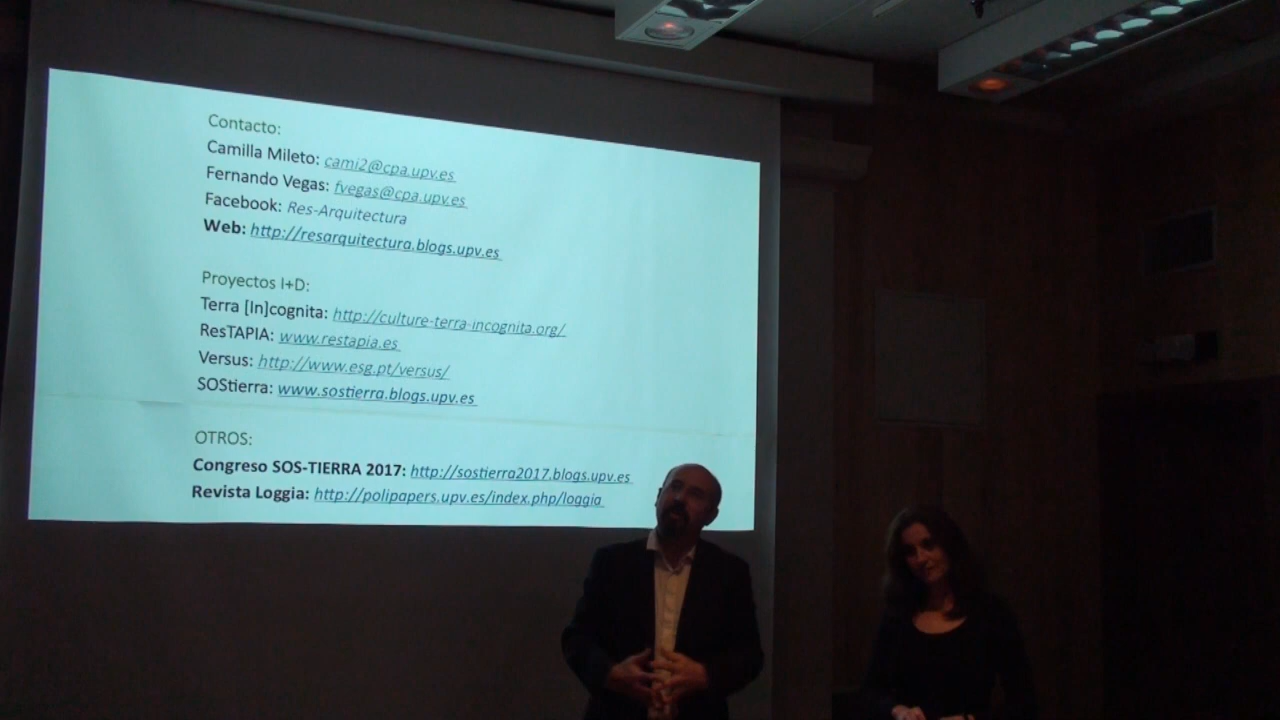 Contacto:
Camilla Mileto: cami2@cpa.upv.es
Fernando Vegas: fvegas@cpa.upv.es
Facebook: Res-Arquitectura
Web: http://resarquitectura.blogs.upv.es
Proyectos I+D:
Terra [In]cognita: http://culture-terra-incognita.org/
ResTAPIA: www.restapia.es
Versus: http://www.esg.pt/versus/
SOStierra: www.sostierra.blogs.upv.es
OTROS:
Congreso SOS-TIERRA 2017: http://sostierra2017.blogs.upv.es
Revista Loggia: http://polipapers.upv.es/index.php/loggia